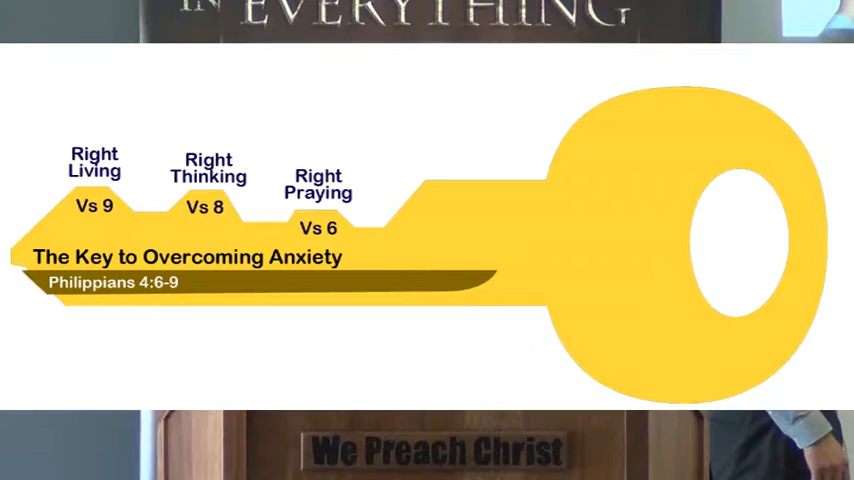 IN EVERYTHING
Right
Living
Right
Thinking
Right
Praying
Vs 9
Vs 8
Vs 6
The Key to Overcoming Anxiety
Philippians 4:6-9
We Preach Christ